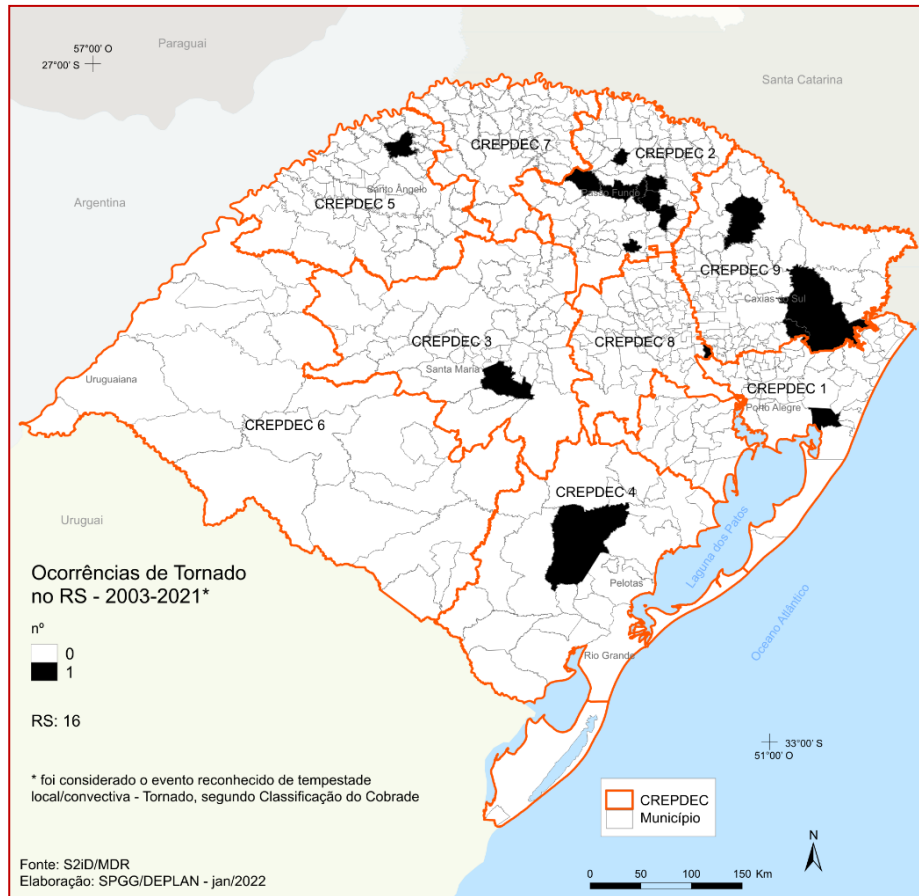 57°00' O
27°00' S
Paraguai
Santa Catarina
CREPDEC 7
CREPDEC 2
Santo Ângelo
Passo Fundo
Argentina
CREPDEC 5
CREPDEC 9
Caxias do Sul
CREPDEC 3
CREPDEC 8
Santa Maria
Uruguaiana
CREPDEC 1
Porto Alegre
CREPDEC 6
CREPDEC 4
Uruguai
Laguna dos Patos
Pelotas
Oceano Atlântico
Rio Grande
Ocorrências de Tornado
no RS - 2003-2021*
nº
0
1
RS: 16
33°00' S
51°00' O
* foi considerado o evento reconhecido de tempestade
local/convectiva - Tornado, segundo Classificação do Cobrade
CREPDEC
Município
N
Fonte: S2iD/MDR
Elaboração: SPGG/DEPLAN - jan/2022
0 50 100 150 Km